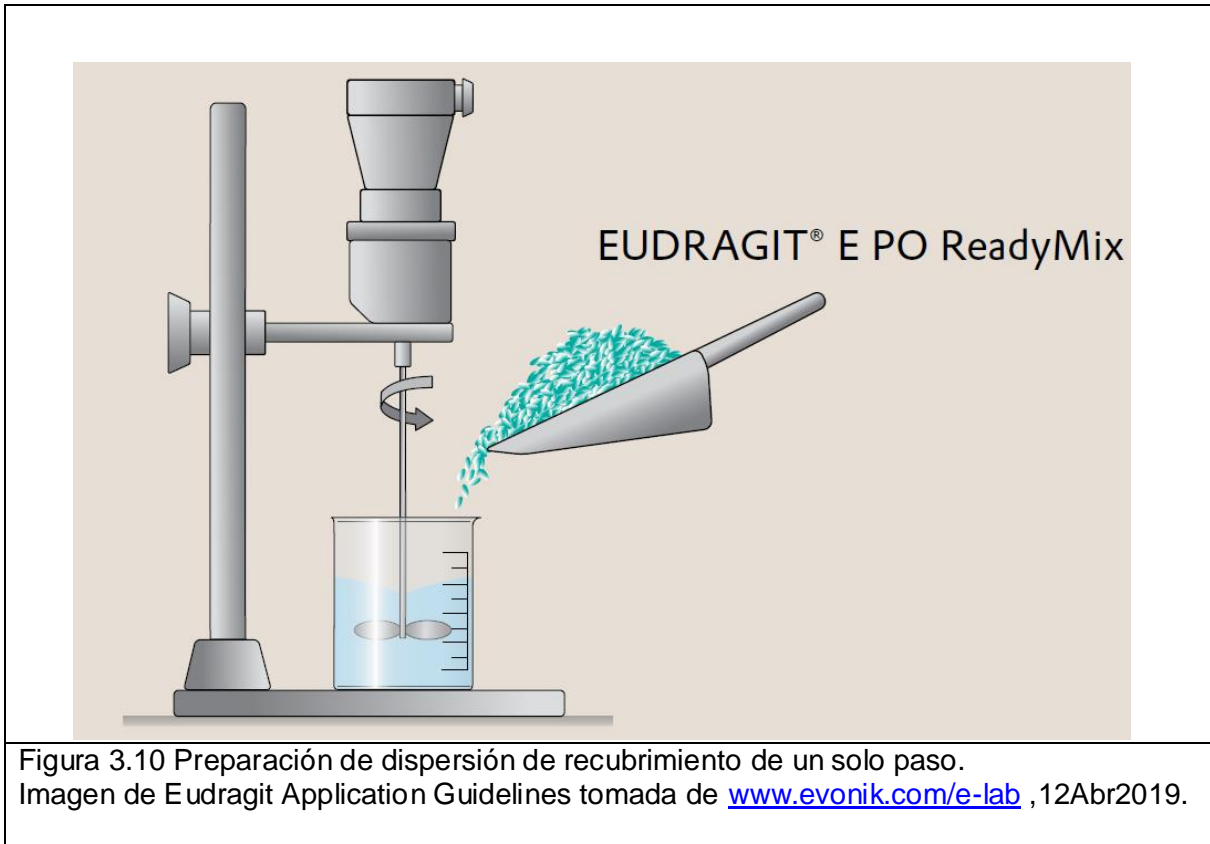 EUDRAGIT® E PO ReadyMix
Figura 3.10 Preparación de dispersión de recubrimiento de un solo paso.
Imagen de Eudragit Application Guidelines tomada de www.evonik.com/e-lab ,12Abr2019.